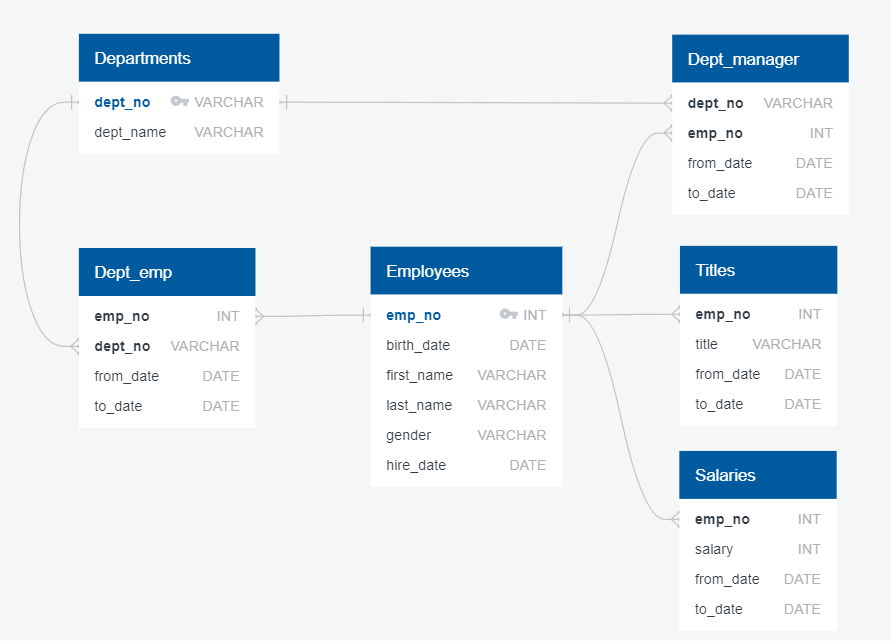 Departments
dept_no VARCHAR
dept_name VARCHAR
Dept_manager
dept_no VARCHAR
emp_no INT
from_date DATE
to_date DATE
Dept_emp
emp_no INT
dept_no VARCHAR
from_date DATE
to_date DATE
Employees
emp_no INT
birth_date DATE
first_name VARCHAR
last_name VARCHAR
gender VARCHAR
hire_date DATE
Titles
emp_no INT
title VARCHAR
from_date DATE
to_date DATE
Salaries
emp_no INT
salary INT
from_date DATE
to_date DATE